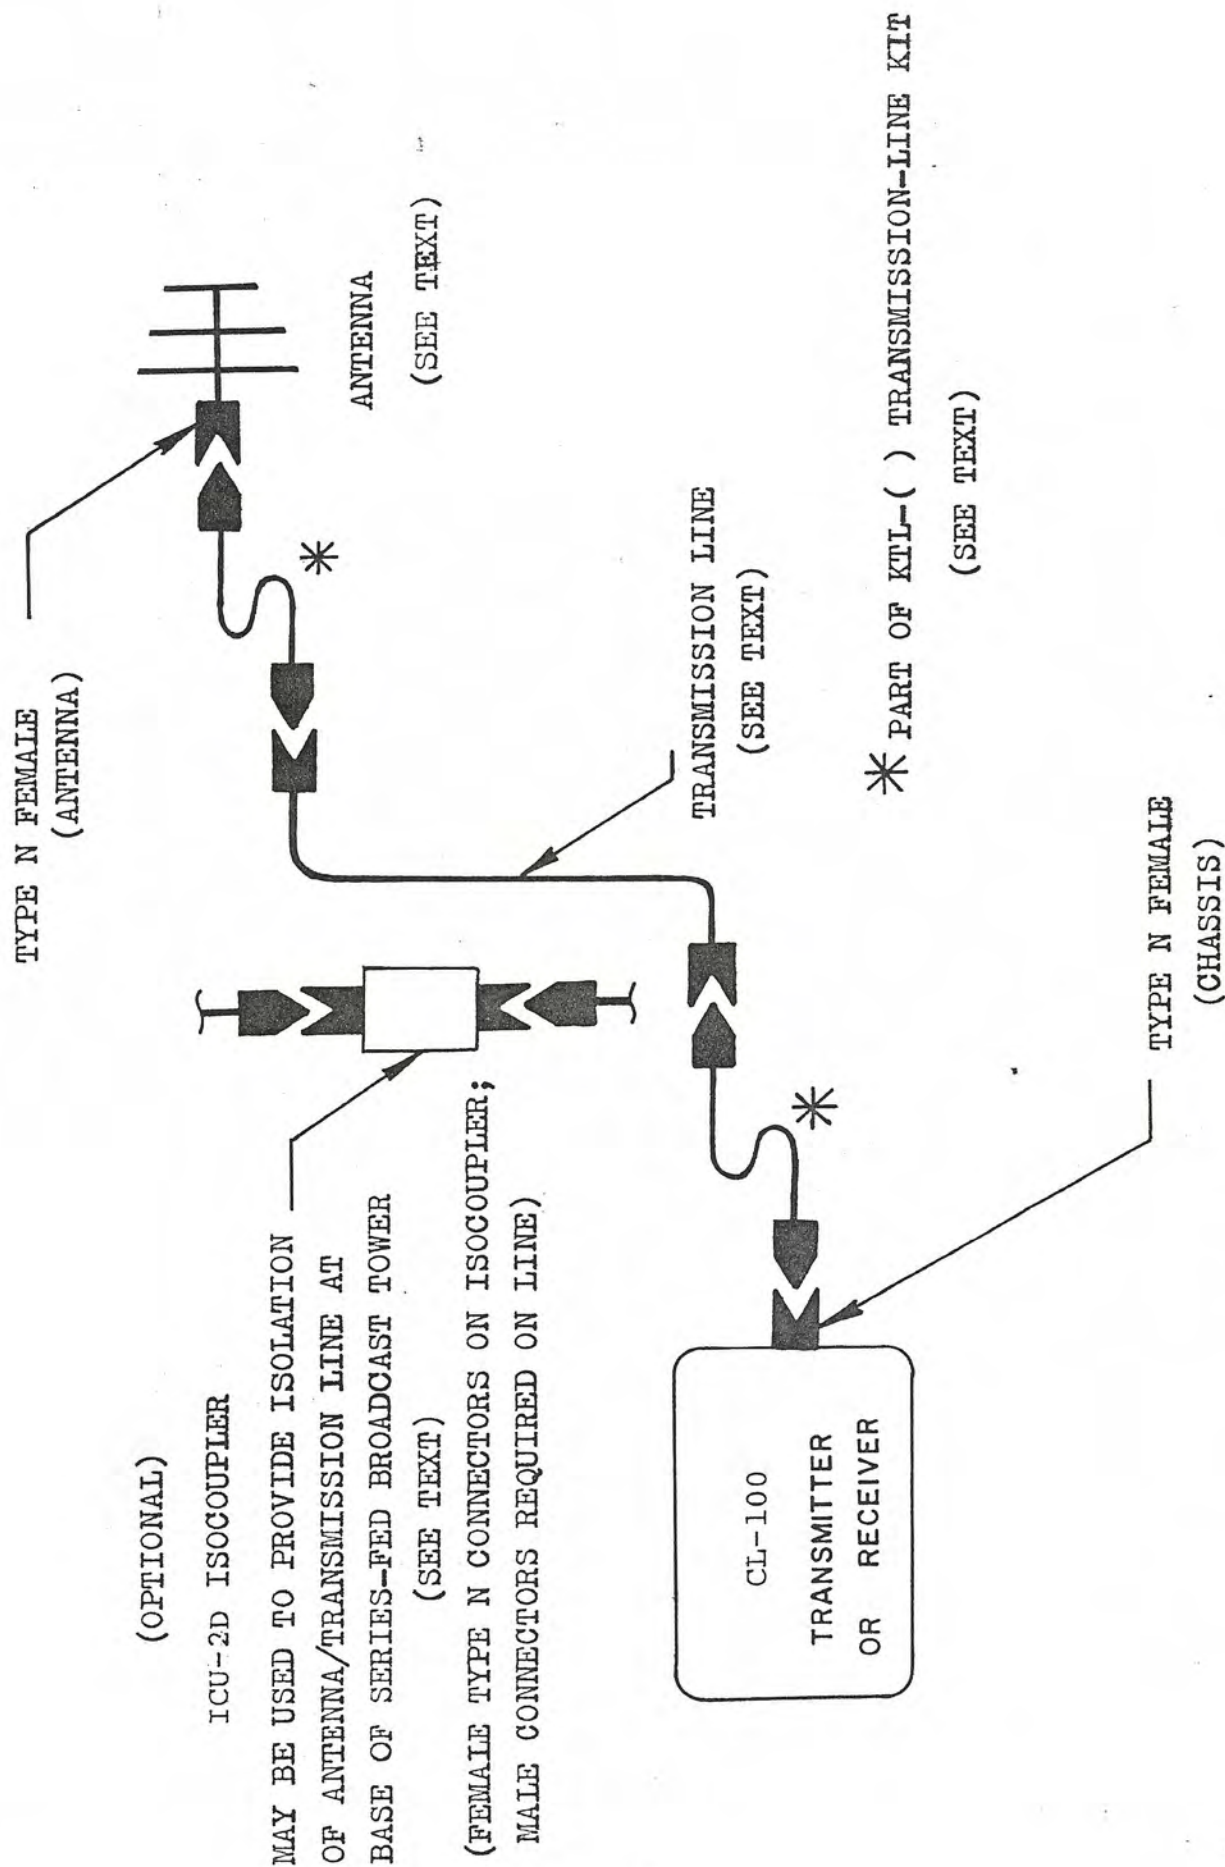 (OPTIONAL)
ICU-2D ISOCOUPLER
MAY BE USED TO PROVIDE ISOLATION
OF ANTENNA/TRANSMISSION LINE AT
BASE OF SERIES-FED BROADCAST TOWER
(SEE TEXT)
(FEMALE TYPE N CONNECTORS ON ISOCOUPLER;
MALE CONNECTORS REQUIRED ON LINE)
TYPE N FEMALE
(ANTENNA)
ANTENNA
(SEE TEXT)
TRANSMISSION LINE
(SEE TEXT)
CL-100
TRANSMITTER
OR RECEIVER
* PART OF KTL-( ) TRANSMISSION-LINE KIT
(SEE TEXT)
TYPE N FEMALE
(CHASSIS)
*
*